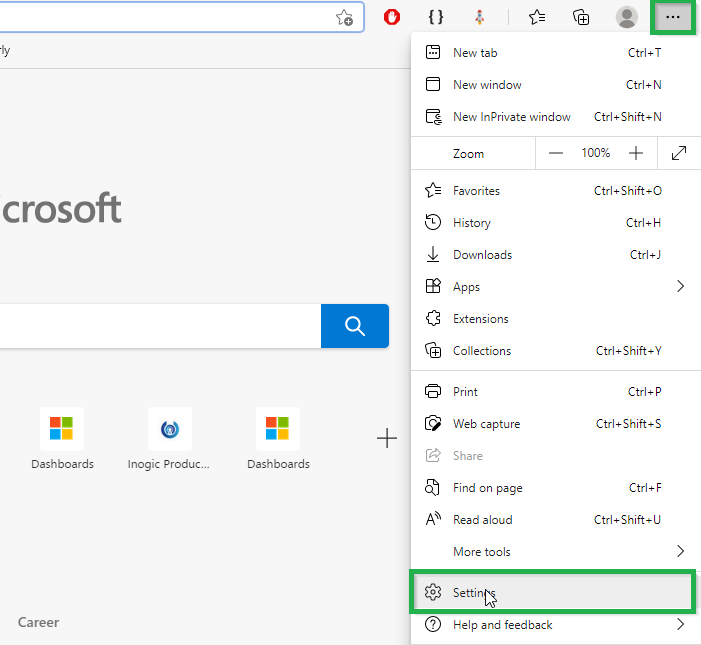 { }
rly
New tab Ctrl+T
New window Ctrl+N
New InPrivate window Ctrl+Shift+N
Zoom 100%
Favorites Ctrl+Shift+O
History Ctrl+H
Downloads Ctrl+J
Apps
Extensions
Collections Ctrl+Shift+Y
Print Ctrl+P
Web capture Ctrl+Shift+S
Share
Find on page Ctrl+F
Read aloud Ctrl+Shift+U
More tools
Settings
Help and feedback
crosoft
Dashboards Inogic Produc... Dashboards
Career